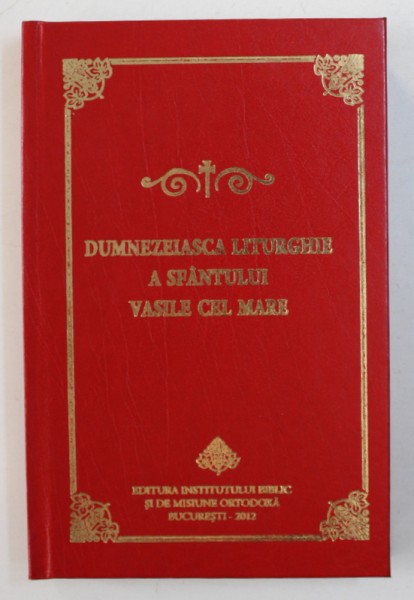 DUMNEZEIASCA LITURGHIE
A SFÂNTULUI
VASILE CEL MARE
EDITURA INSTITUTULUI BIBLIC
ŞI DE MISIUNE ORTODOXĂ
BUCUREŞTI - 2012